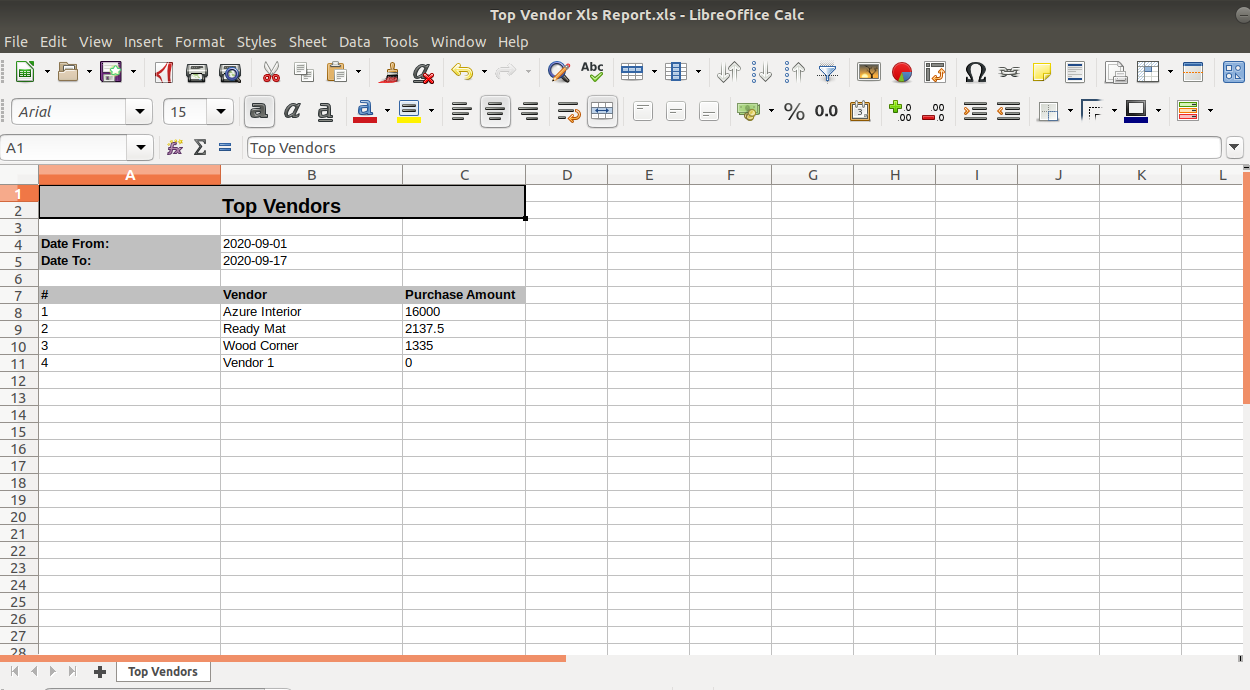 Top Vendor Xls Report.xls - LibreOffice Calc
File Edit View Insert Format Styles Sheet Data Tools Window Help
Abc
Arial 15 a a a a % 0.0
A1 Top Vendors
A B C D E F G H I J K L
1
Top Vendors
2
3
4 Date From: 2020-09-01
5 Date To: 2020-09-17
6
7 # Vendor Purchase Amount
8 1 Azure Interior 16000
9 2 Ready Mat 2137.5
10 3 Wood Corner 1335
11 4 Vendor 1 0
12
13
14
15
16
17
18
19
20
21
22
23
24
25
26
27
28
Top Vendors